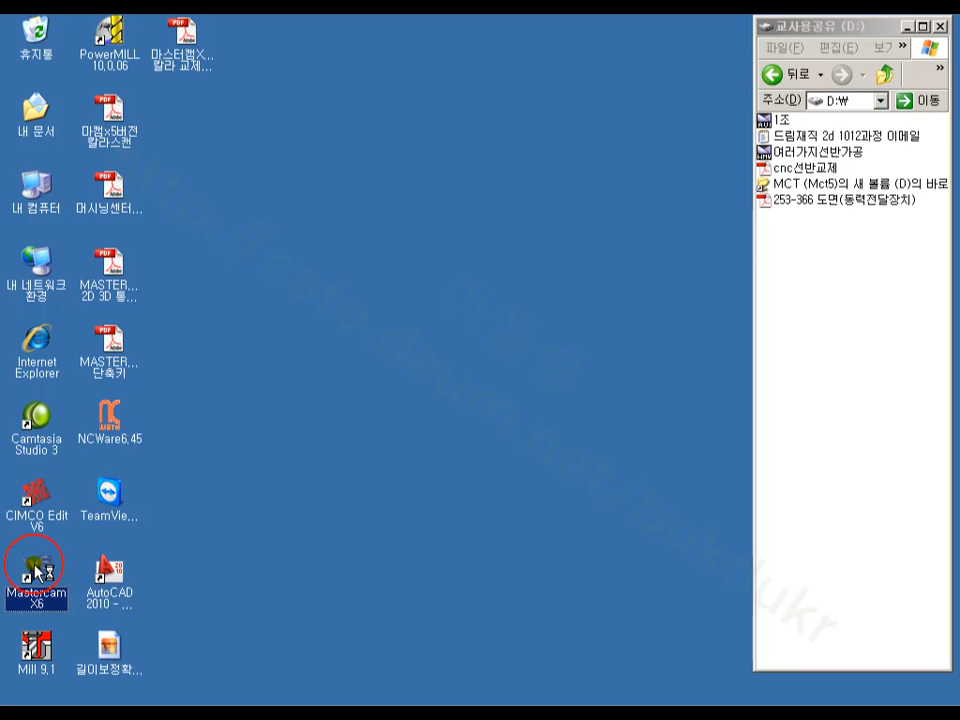 휴지통
PowerMILL
10.0.06
마스터캠X...
칼라 교제...
내 문서
마캠x5버전
칼라스캔
내 컴퓨터
머시닝센터...
내 네트워크
환경
MASTER...
2D 3D 통...
Internet
Explorer
MASTER...
단축키
Camtasia
Studio 3
NCWare6.45
CIMCO Edit
V6
TeamVie...
Mastercam
X6
AutoCAD
2010 - ...
Mill 9.1
길이보정확...
교사용공유 (D:)
파일(F) 편집(E) 보기 »
뒤로 »
주소(D) D:\ 이동
1조
드림재직 2d 1012과정 이메일
여러가지선반가공
cnc선반교제
MCT (Mct5)의 새 볼륨 (D)의 바로
253-366 도면(동력전달장치)